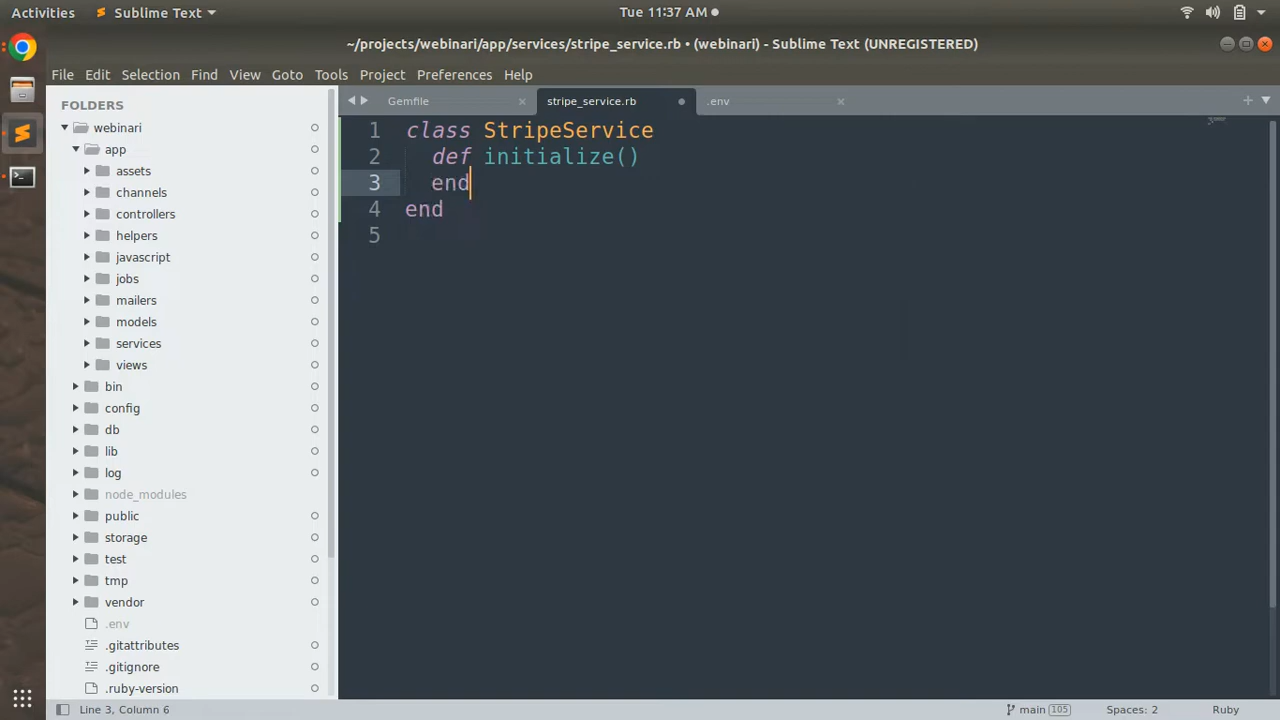 Activities
Sublime Text
Tue 11:37 AM
~/projects/webinari/app/services/stripe_service.rb • (webinari) - Sublime Text (UNREGISTERED)
File Edit Selection Find View Goto Tools Project Preferences Help
FOLDERS
webinari
app
assets
channels
controllers
helpers
javascript
jobs
mailers
models
services
views
bin
config
db
lib
log
node_modules
public
storage
test
tmp
vendor
.env
.gitattributes
.gitignore
.ruby-version
Gemfile
stripe_service.rb
.env
1 class StripeService
2 def initialize()
3 end
4 end
5
Line 3, Column 6
main 105
Spaces: 2
Ruby